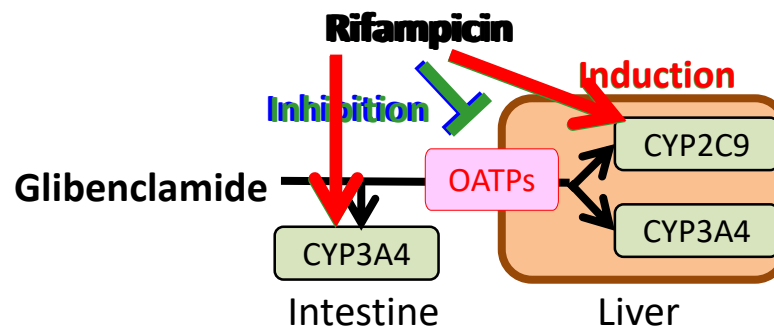 Rifampicin
Induction
Inhibition
CYP2C9
Glibenclamide
OATPs
CYP3A4
CYP3A4
Intestine
Liver